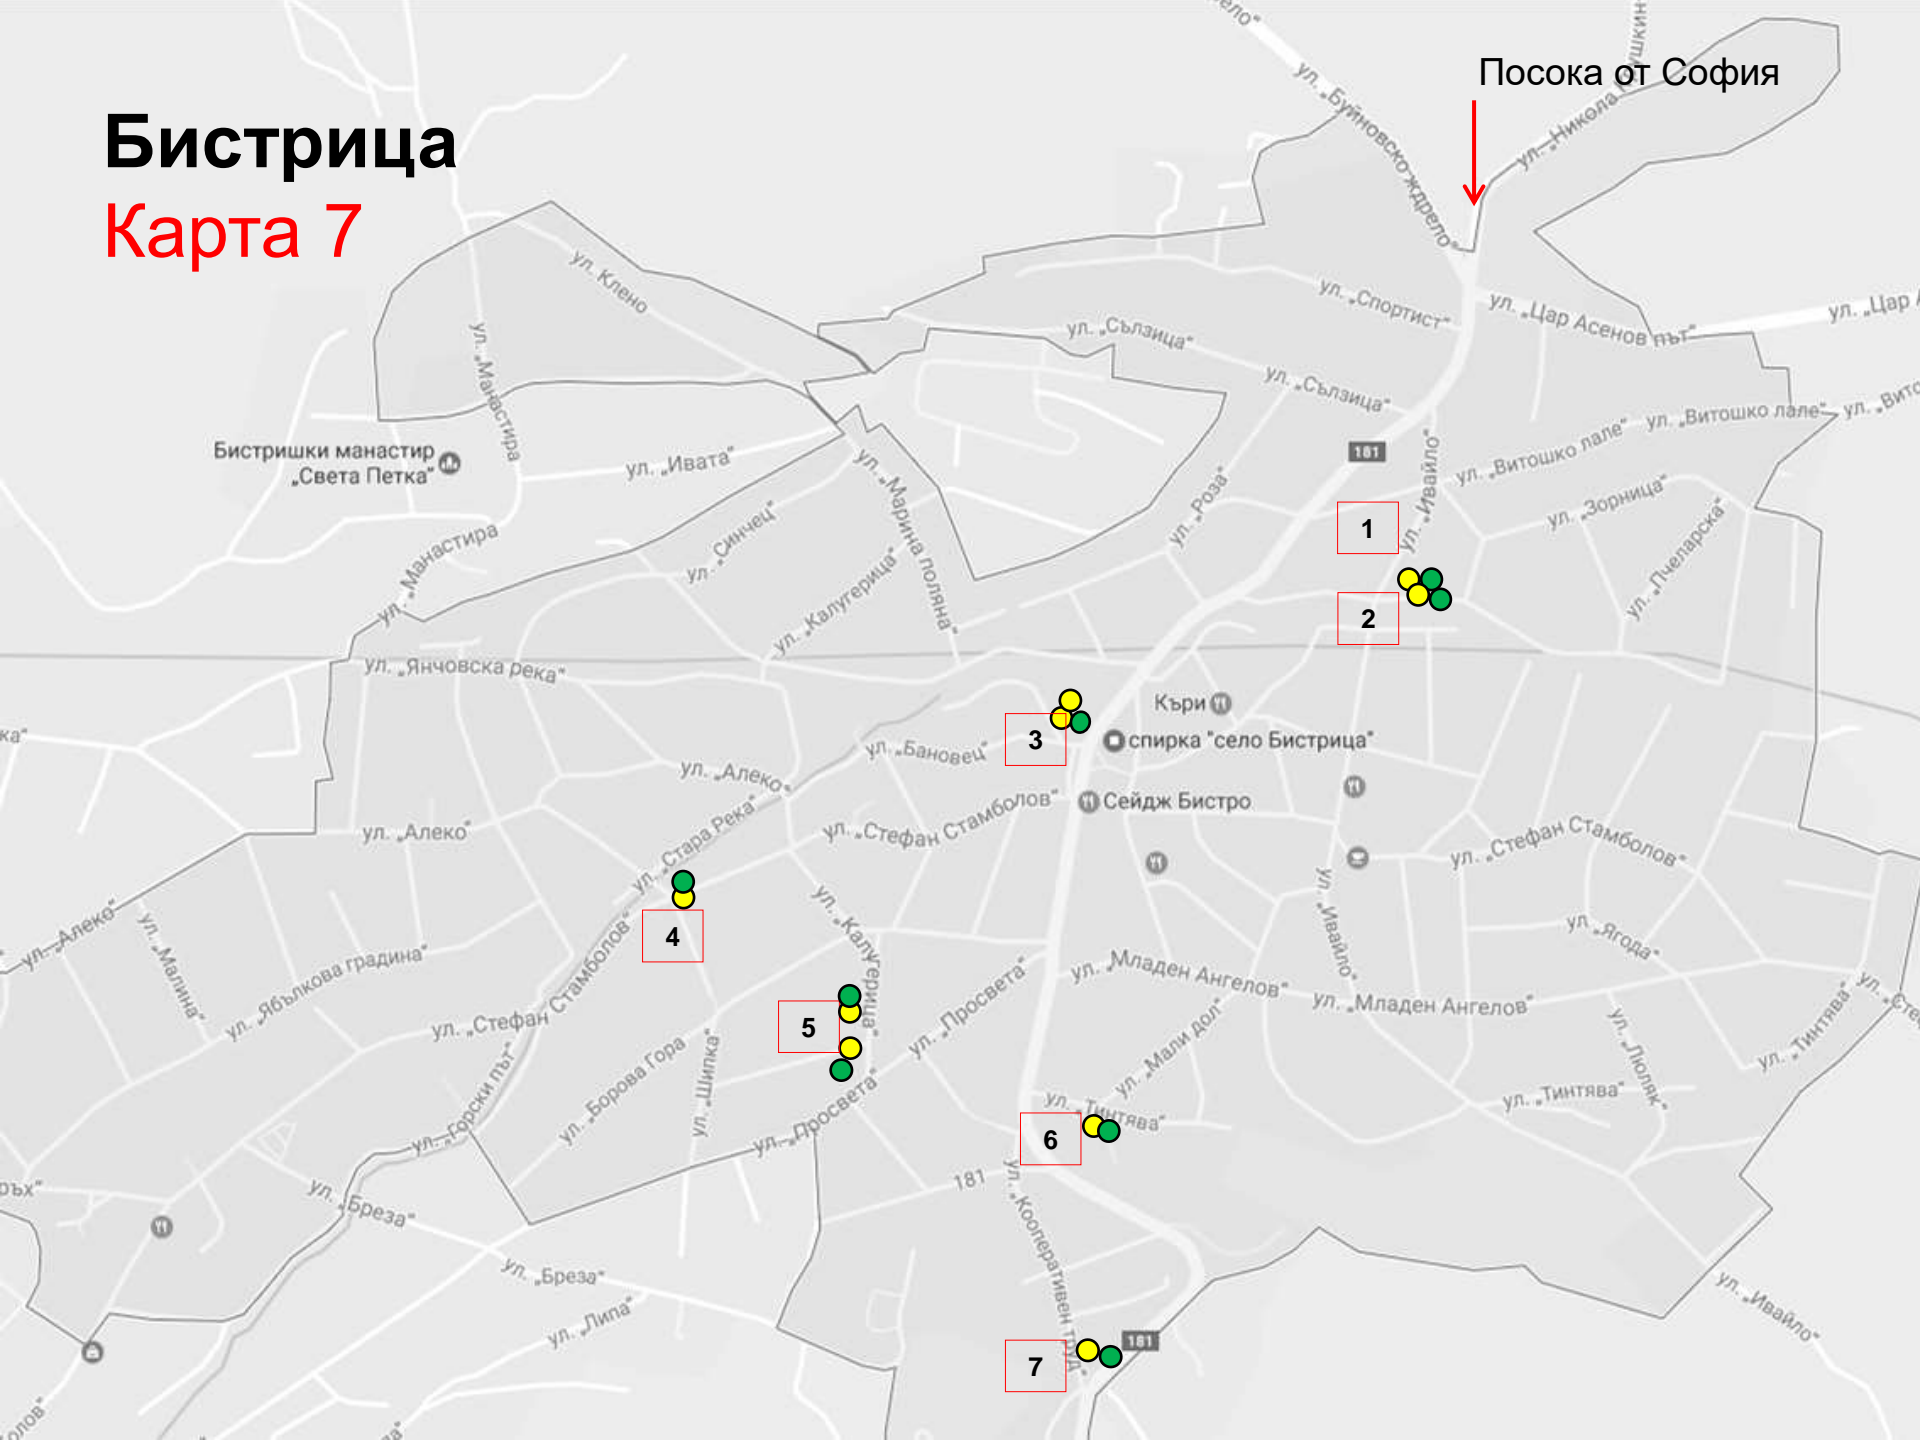 Посока от София
Бистрица
Карта 7
ул. „Буйновско ждрело“
ул. „Клено
ул. „Спортист“
ул. „Цар Асенов път“
ул. „Сълзица“
ул. „Сълзица“
ул. „Манастира
ул. „Витошко лале“
ул. „Витошко лале“
181
Бистришки манастир
„Света Петка“
ул. „Ивата“
ул. „Марина поляна“
ул. „Роза“
ул. „Ивайло“
ул. „Зорница“
ул. „Пчеларска“
1
ул. „Синчец“
ул. „Манастира
ул. „Калугерица“
2
ул. „Янчовска река“
Къри
3
спирка "село Бистрица"
ул. „Бановец“
ул. „Алеко“
ул. „Стефан Стамболов“
Сейдж Бистро
ул. „Алеко“
ул. „Стара Река“
ул. „Стефан Стамболов“
ул. „Ивайло“
ул. „Калугерица“
4
ул. „Алеко“
ул. „Малина“
ул. „Ябълкова градина“
ул. „Ягода“
ул. „Младен Ангелов“
ул. „Младен Ангелов“
ул. „Стефан Стамболов“
5
ул. „Просвета“
ул. „Мали дол“
ул. „Люляк“
ул. „Тинтява“
ул. „Борова Гора
ул. „Шипка“
ул. „Горски път“
ул. „Просвета“
ул. „Тинтява“
ул. „Тинтява“
6
181
ул. „Бреза“
ул. „Кооперативен труд“
ул. „Бреза“
ул. „Липа“
ул. „Ивайло“
181
7